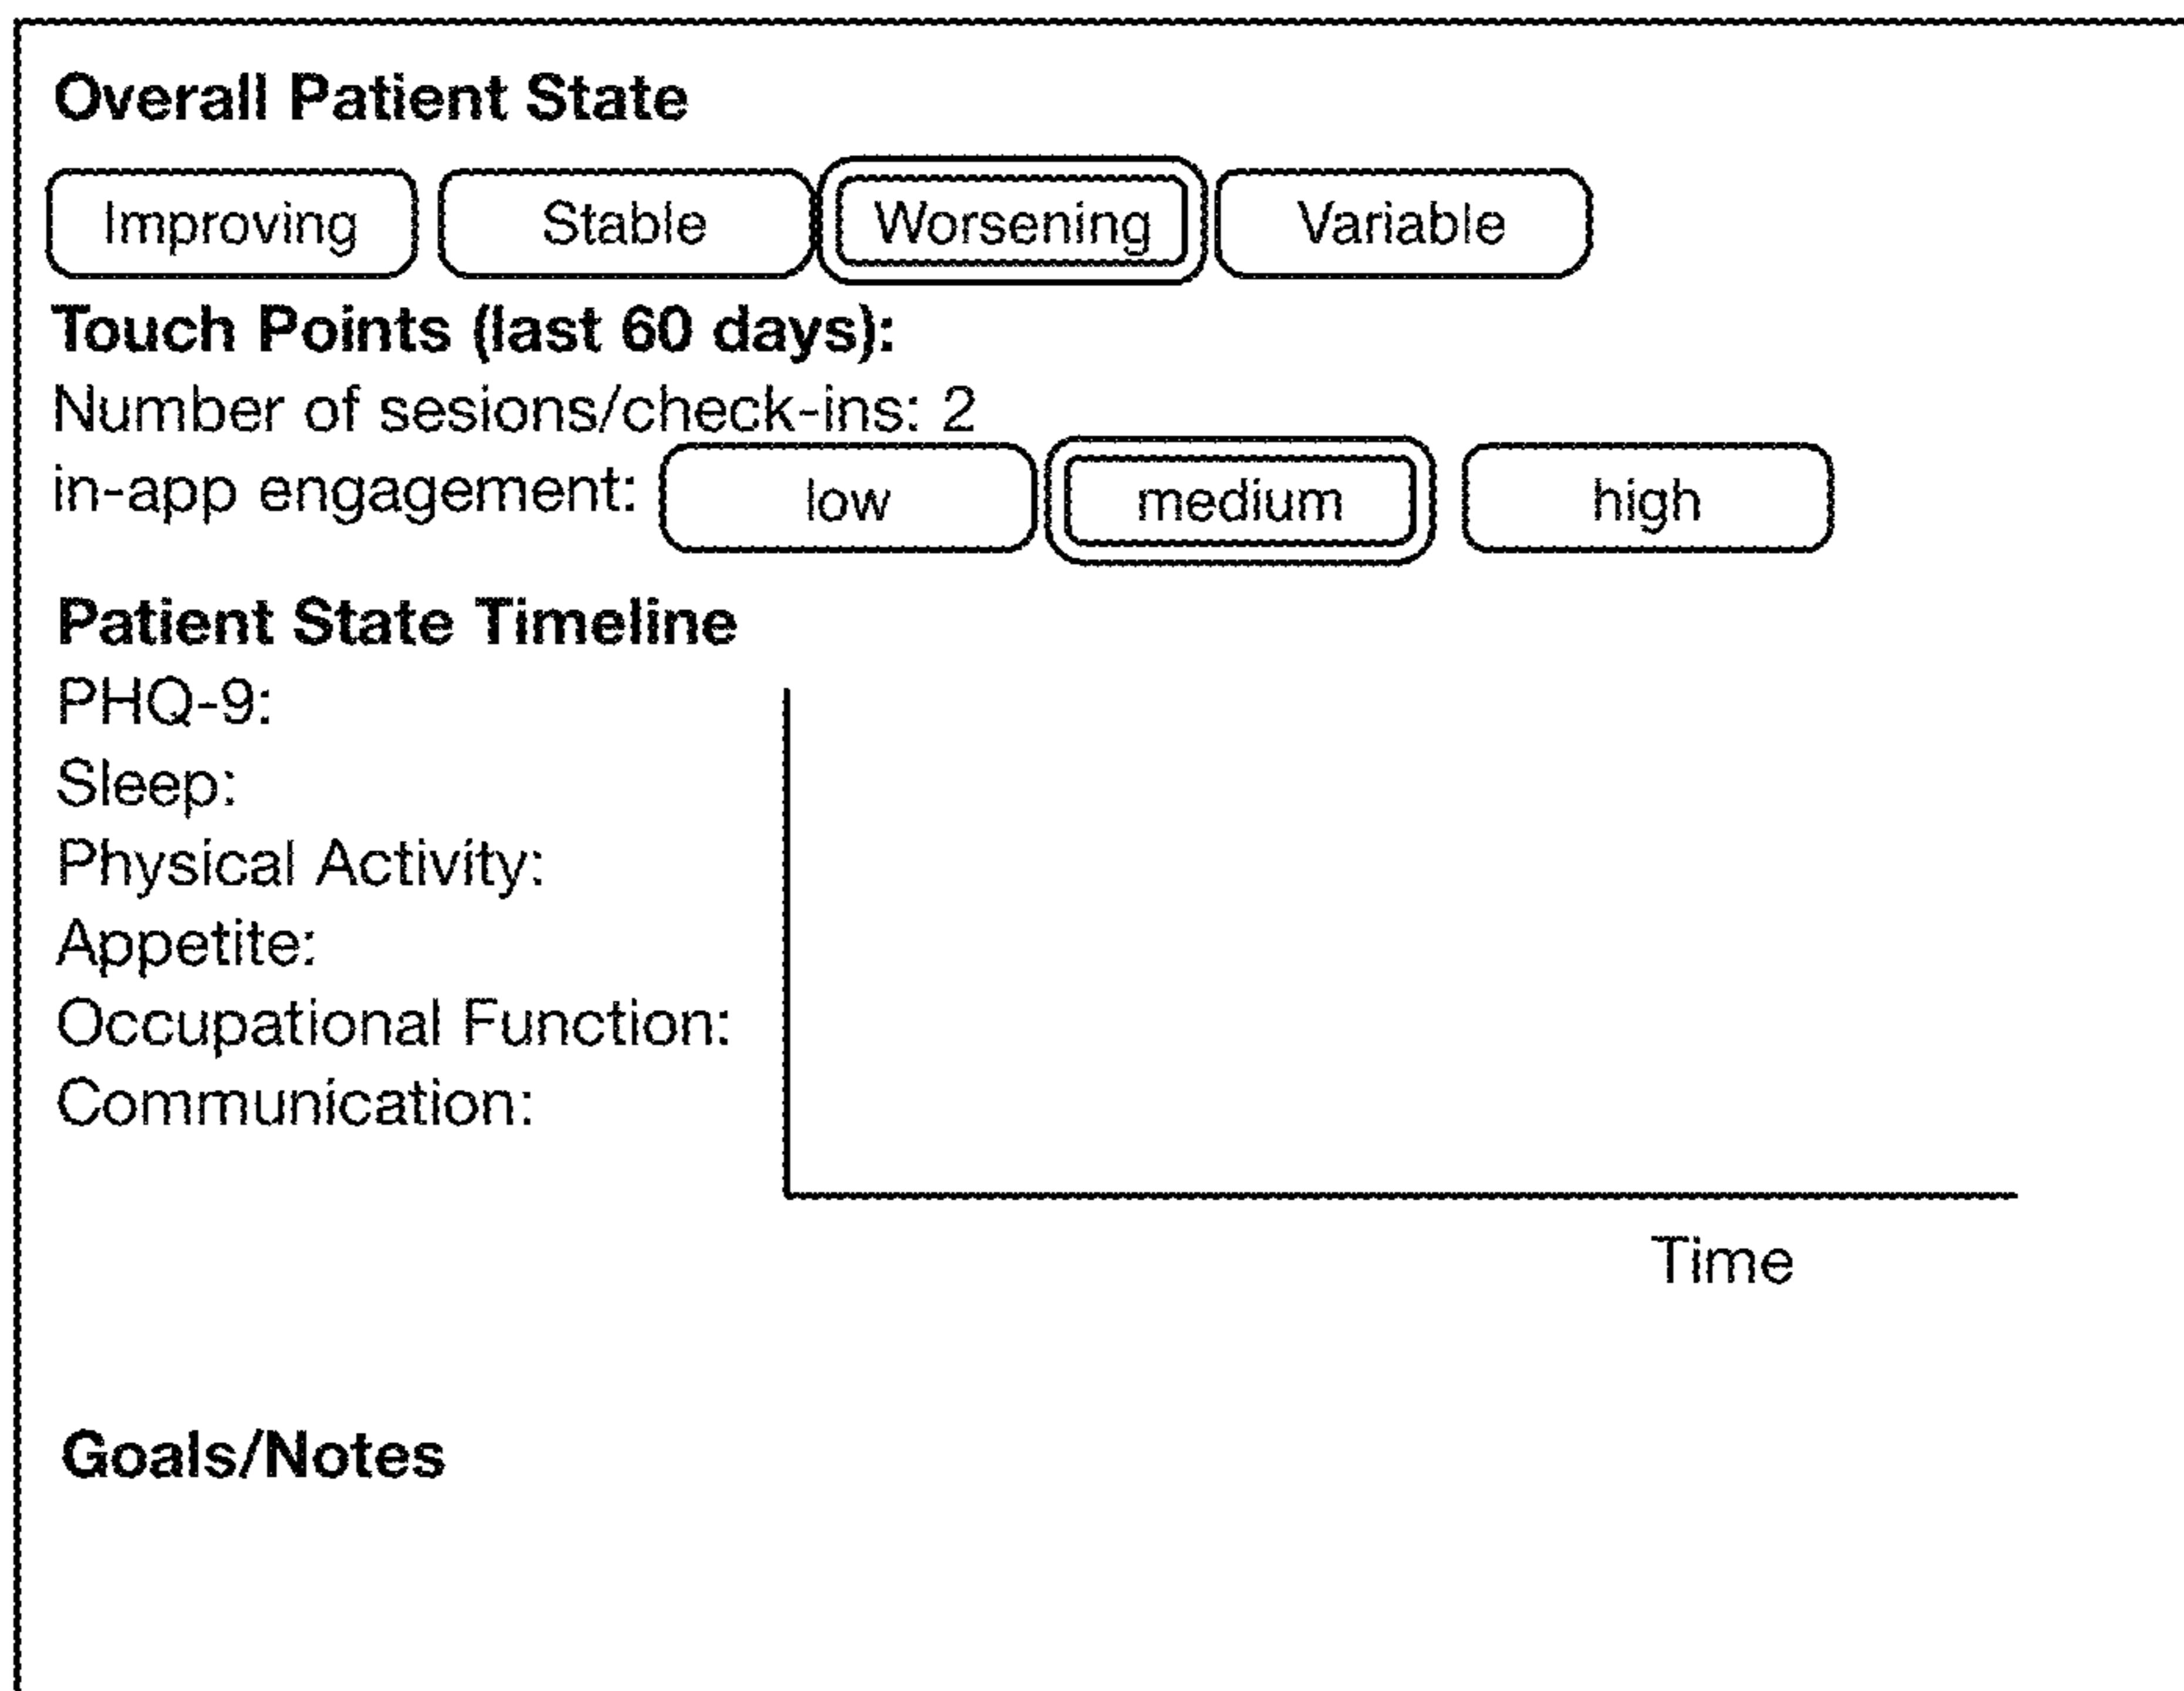 Overall Patient State
Improving Stable Worsening Variable
Touch Points (last 60 days):
Number of sesions/check-ins: 2
in-app engagement: low medium high
Patient State Timeline
PHQ-9:
Sleep:
Physical Activity:
Appetite:
Occupational Function:
Communication:
Time
Goals/Notes